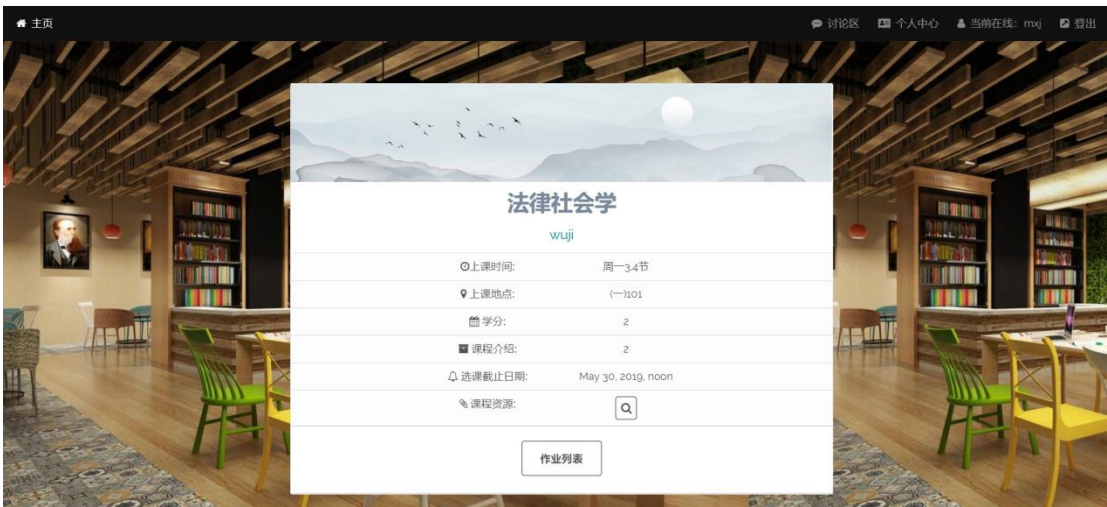 主页 讨论区 个人中心 当前在线：mxj 登出
法律社会学
wuji
上课时间: 周一3,4节
上课地点: (一)101
学分: 2
课程介绍: 2
选课截止日期: May 30, 2019, noon
课程资源:
作业列表